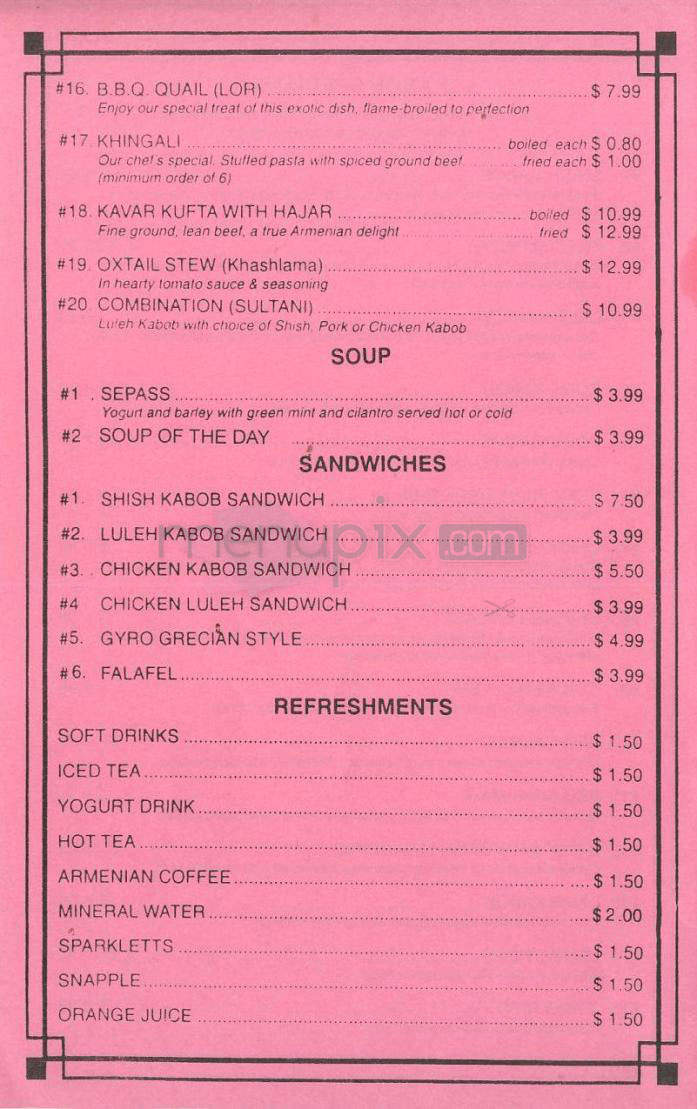 #16. B.B.Q. QUAIL (LOR) ........ $ 7.99
Enjoy our special treat of this exotic dish, flame-broiled to perfection
#17. KHINGALI ........ boiled each $ 0.80
Our chef's special. Stuffed pasta with spiced ground beef ........ fried each $ 1.00
(minimum order of 6)
#18. KAVAR KUFTA WITH HAJAR ........ boiled $ 10.99
Fine ground, lean beef, a true Armenian delight ........ fried $ 12.99
#19. OXTAIL STEW (Khashlama) ........ $ 12.99
In hearty tomato sauce & seasoning
#20 COMBINATION (SULTANI) ........ $ 10.99
Luleh Kabob with choice of Shish, Pork or Chicken Kabob
SOUP
#1 . SEPASS ........ $ 3.99
Yogurt and barley with green mint and cilantro served hot or cold
#2 SOUP OF THE DAY ........ $ 3.99
SANDWICHES
#1. SHISH KABOB SANDWICH ........ $ 7.50
#2. LULEH KABOB SANDWICH ........ $ 3.99
menupix.com
#3. . CHICKEN KABOB SANDWICH ........ $ 5.50
#4 CHICKEN LULEH SANDWICH ........ $ 3.99
#5. GYRO GRECIAN STYLE ........ $ 4.99
#6. FALAFEL ........ $ 3.99
REFRESHMENTS
SOFT DRINKS ........ $ 1.50
ICED TEA ........ $ 1.50
YOGURT DRINK ........ $ 1.50
HOT TEA ........ $ 1.50
ARMENIAN COFFEE ........ $ 1.50
MINERAL WATER ........ $2.00
SPARKLETTS ........ $ 1.50
SNAPPLE ........ $ 1.50
ORANGE JUICE ........ $ 1.50